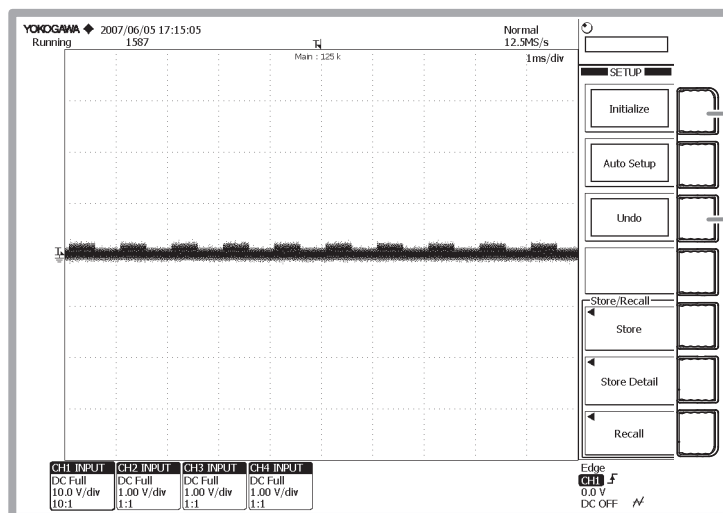 YOKOGAWA ◆ 2007/06/05 17:15:05
Running 1587
Normal
12.5MS/s
T
Main : 125 k
1ms/div
T
SETUP
Initialize
Auto Setup
Undo
Store/Recall
Store
Store Detail
Recall
CH1 INPUT
DC Full
10.0 V/div
10:1
CH2 INPUT
DC Full
1.00 V/div
1:1
CH3 INPUT
DC Full
1.00 V/div
1:1
CH4 INPUT
DC Full
1.00 V/div
1:1
Edge
CH1
0.0 V
DC OFF